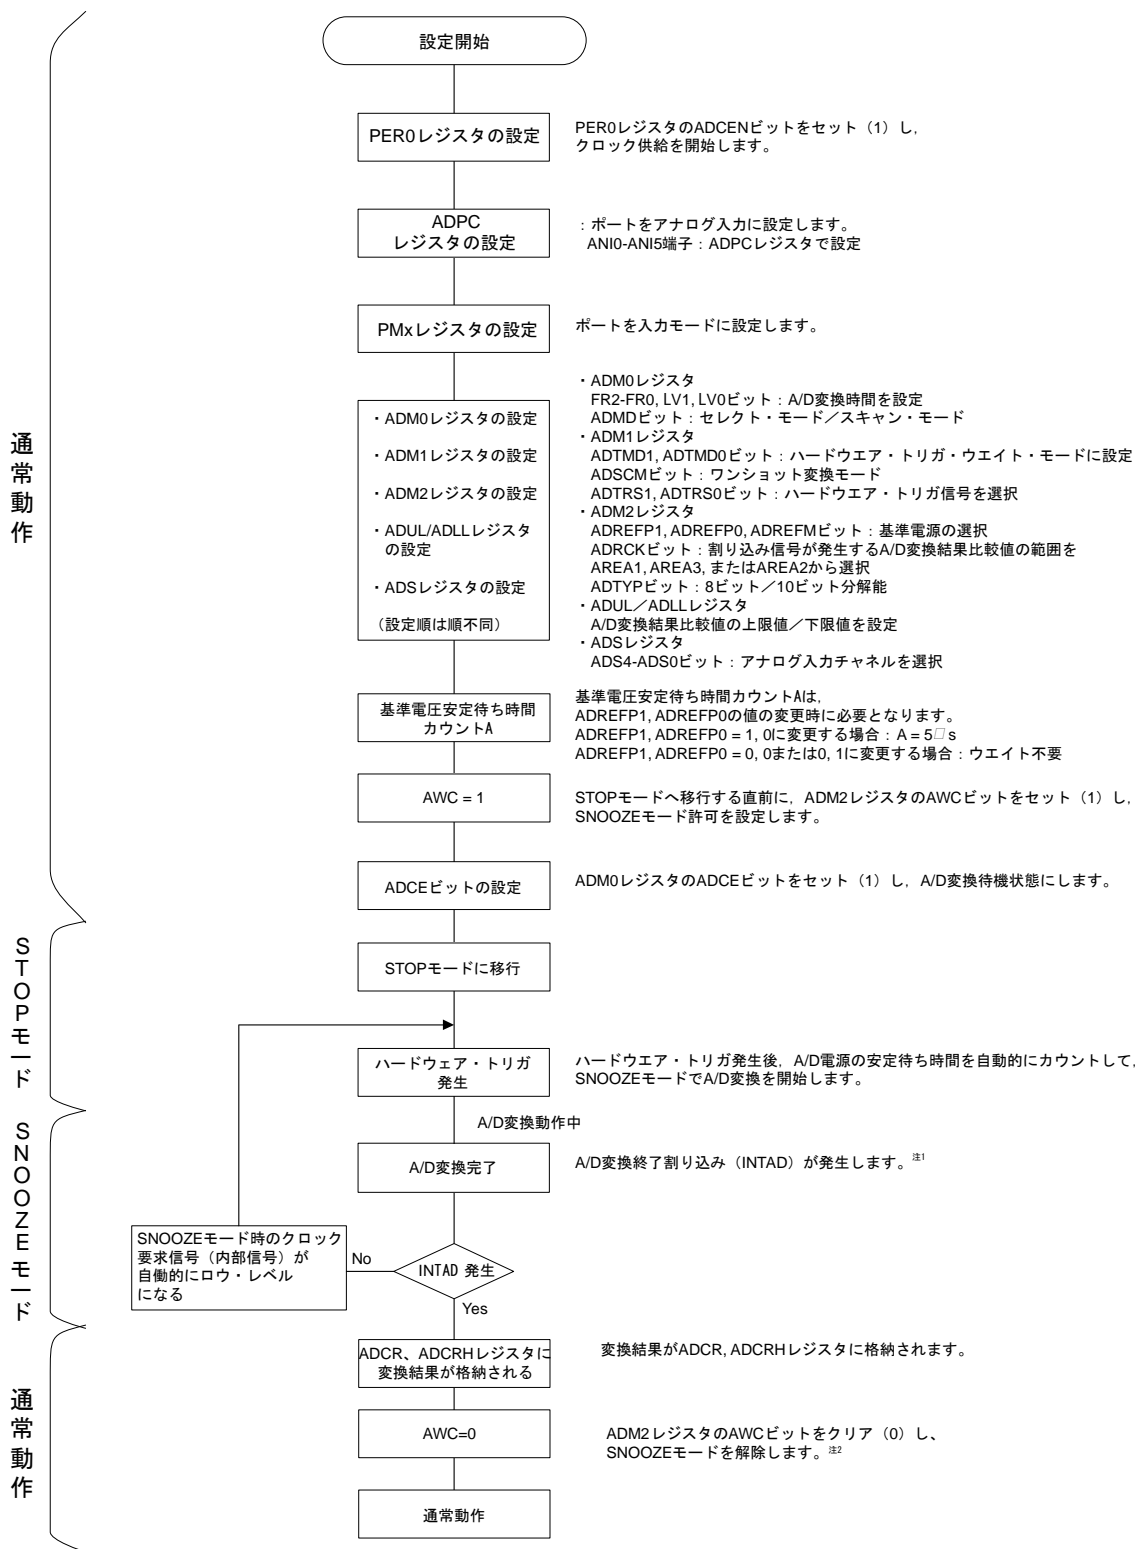 設定開始
PER0レジスタの設定
PER0レジスタのADCENビットをセット（1）し，
クロック供給を開始します。
ADPC
レジスタの設定
：ポートをアナログ入力に設定します。
ANI0-ANI5端子：ADPCレジスタで設定
PMxレジスタの設定
ポートを入力モードに設定します。
・ADM0レジスタの設定
・ADM1レジスタの設定
・ADM2レジスタの設定
・ADUL/ADLLレジスタ
の設定
・ADSレジスタの設定
（設定順は順不同）
・ADM0レジスタ
FR2-FR0, LV1, LV0ビット：A/D変換時間を設定
ADMDビット：セレクト・モード／スキャン・モード
・ADM1レジスタ
ADTMD1, ADTMD0ビット：ハードウエア・トリガ・ウエイト・モードに設定
ADSCMビット：ワンショット変換モード
ADTRS1, ADTRS0ビット：ハードウエア・トリガ信号を選択
・ADM2レジスタ
ADREFP1, ADREFP0, ADREFMビット：基準電源の選択
ADRCKビット：割り込み信号が発生するA/D変換結果比較値の範囲を
AREA1, AREA3, またはAREA2から選択
ADTYPビット：8ビット／10ビット分解能
・ADUL／ADLLレジスタ
A/D変換結果比較値の上限値／下限値を設定
・ADSレジスタ
ADS4-ADS0ビット：アナログ入力チャネルを選択
基準電圧安定待ち時間
カウントA
基準電圧安定待ち時間カウントAは，
ADREFP1, ADREFP0の値の変更時に必要となります。
ADREFP1, ADREFP0 = 1, 0に変更する場合：A = 5□s
ADREFP1, ADREFP0 = 0, 0または0, 1に変更する場合：ウエイト不要
AWC = 1
STOPモードへ移行する直前に，ADM2レジスタのAWCビットをセット（1）し，
SNOOZEモード許可を設定します。
ADCEビットの設定
ADM0レジスタのADCEビットをセット（1）し，A/D変換待機状態にします。
通常動作
STOPモードに移行
ハードウェア・トリガ
発生
ハードウエア・トリガ発生後，A/D電源の安定待ち時間を自動的にカウントして，
SNOOZEモードでA/D変換を開始します。
STOPモード
A/D変換動作中
A/D変換完了
A/D変換終了割り込み（INTAD）が発生します。注1
SNOOZEモード時のクロック
要求信号（内部信号）が
自働的にロウ・レベル
になる
No
INTAD 発生
Yes
SNOOZEモード
ADCR、ADCRHレジスタに
変換結果が格納される
変換結果がADCR, ADCRHレジスタに格納されます。
AWC=0
ADM2レジスタのAWCビットをクリア（0）し、
SNOOZEモードを解除します。注2
通常動作
通常動作